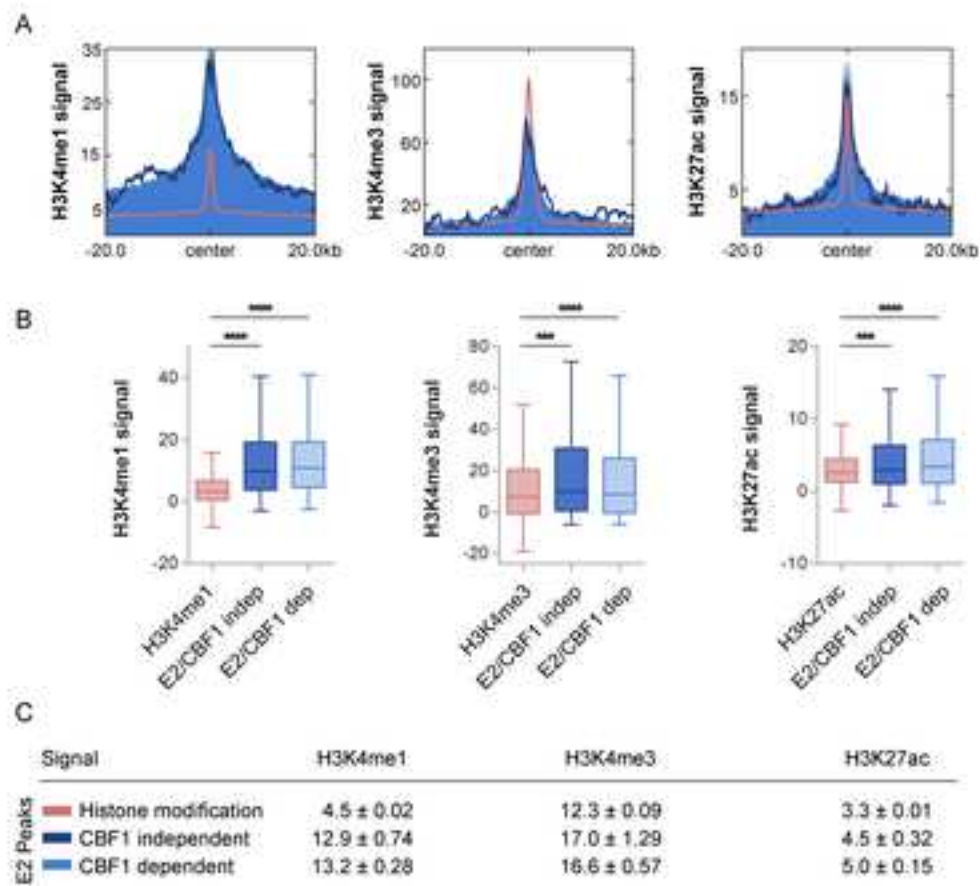 A
H3K4me1 signal
35
25
15
5
-20.0 center 20.0kb
H3K4me3 signal
100
60
20
-20.0 center 20.0kb
H3K27ac signal
15
5
-20.0 center 20.0kb
B
H3K4me1 signal
**** ****
40
20
0
-20
H3K4me1 E2/CBF1 indep E2/CBF1 dep
H3K4me3 signal
**** ***
80
60
40
20
0
-20
H3K4me3 E2/CBF1 indep E2/CBF1 dep
H3K27ac signal
**** ***
20
10
0
-10
H3K27ac E2/CBF1 indep E2/CBF1 dep
C
Signal H3K4me1 H3K4me3 H3K27ac
E2 Peaks
Histone modification 4.5 ± 0.02 12.3 ± 0.09 3.3 ± 0.01
CBF1 independent 12.9 ± 0.74 17.0 ± 1.29 4.5 ± 0.32
CBF1 dependent 13.2 ± 0.28 16.6 ± 0.57 5.0 ± 0.15